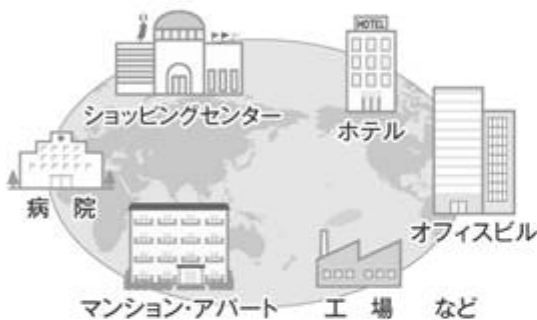 HOTEL
ショッピングセンター
ホテル
病 院
オフィスビル
マンション・アパート
工 場 など